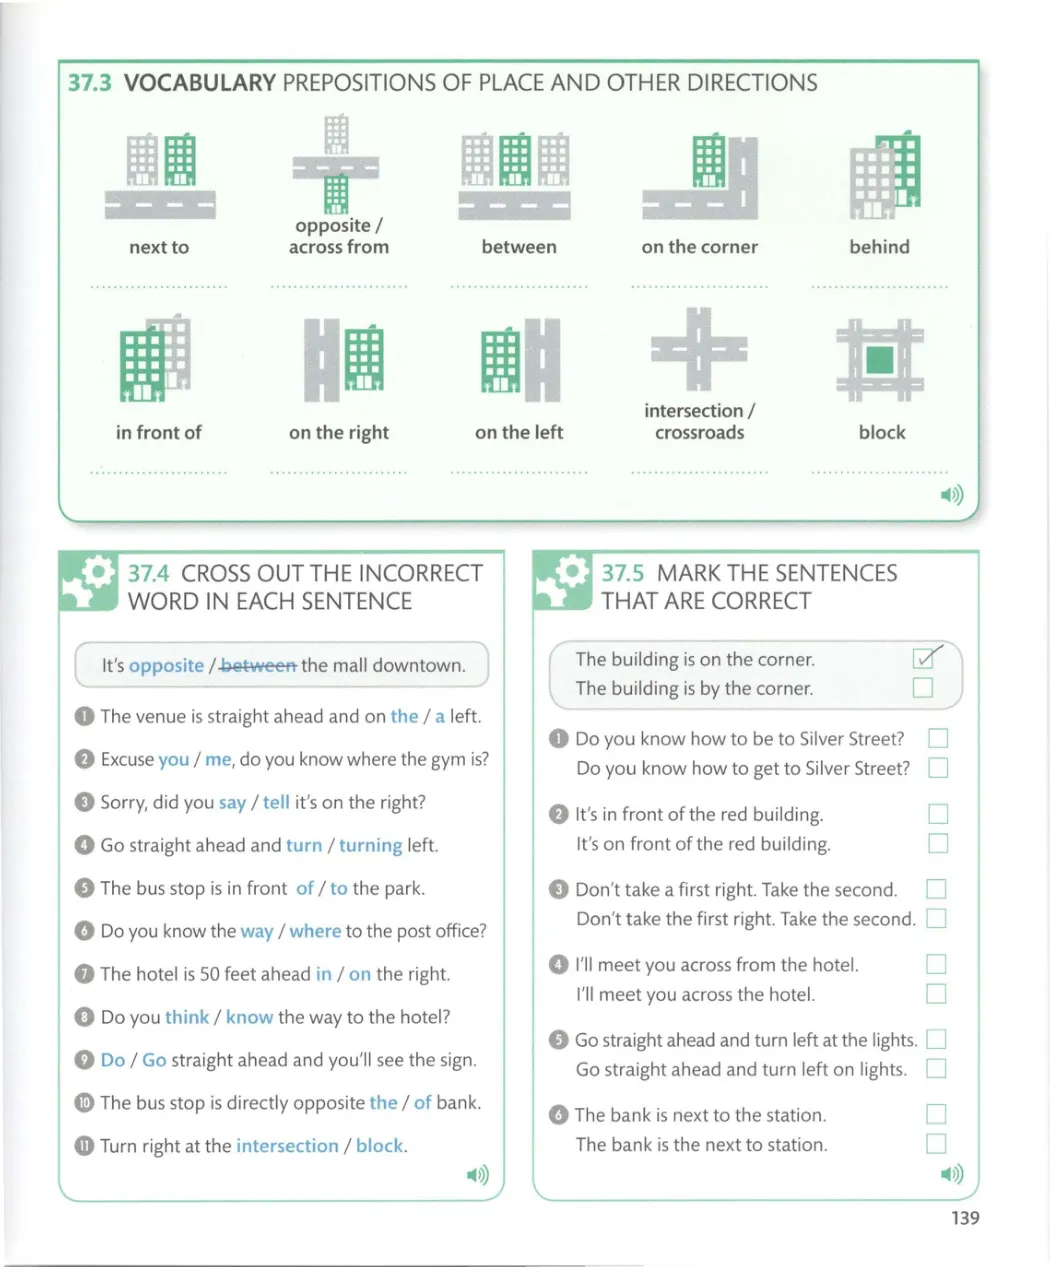 37.3 VOCABULARY PREPOSITIONS OF PLACE AND OTHER DIRECTIONS
next to
opposite /
across from
between
on the corner
behind
in front of
on the right
on the left
intersection /
crossroads
block
37.4 CROSS OUT THE INCORRECT
WORD IN EACH SENTENCE
It's opposite / between the mall downtown.
1 The venue is straight ahead and on the / a left.
2 Excuse you / me, do you know where the gym is?
3 Sorry, did you say / tell it's on the right?
4 Go straight ahead and turn / turning left.
5 The bus stop is in front of / to the park.
6 Do you know the way / where to the post office?
7 The hotel is 50 feet ahead in / on the right.
8 Do you think / know the way to the hotel?
9 Do / Go straight ahead and you'll see the sign.
10 The bus stop is directly opposite the / of bank.
11 Turn right at the intersection / block.
37.5 MARK THE SENTENCES
THAT ARE CORRECT
The building is on the corner.
The building is by the corner.
1 Do you know how to be to Silver Street?
Do you know how to get to Silver Street?
2 It's in front of the red building.
It's on front of the red building.
3 Don't take a first right. Take the second.
Don't take the first right. Take the second.
4 I'll meet you across from the hotel.
I'll meet you across the hotel.
5 Go straight ahead and turn left at the lights.
Go straight ahead and turn left on lights.
6 The bank is next to the station.
The bank is the next to station.
139